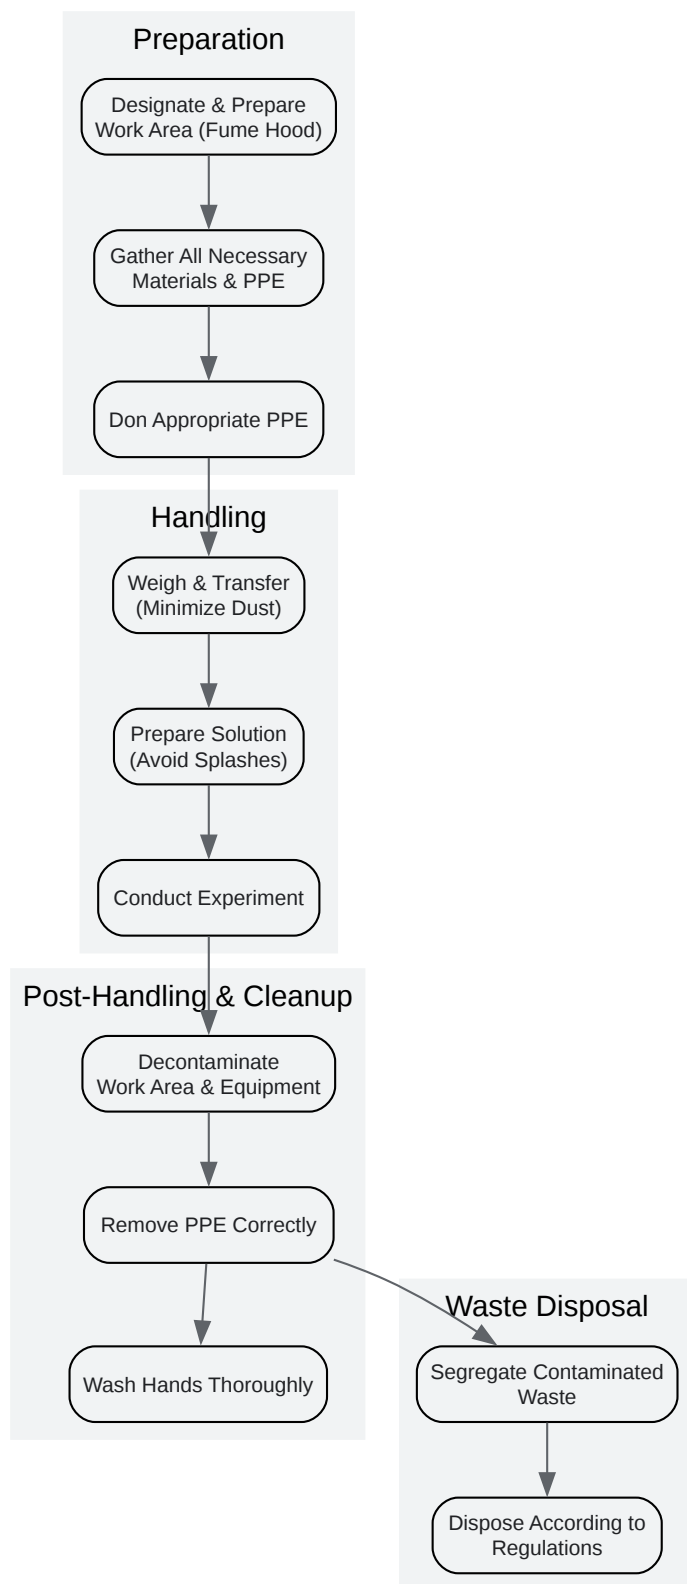 Preparation
Designate & Prepare
Work Area (Fume Hood)
Gather All Necessary
Materials & PPE
Don Appropriate PPE
Handling
Weigh & Transfer
(Minimize Dust)
Prepare Solution
(Avoid Splashes)
Conduct Experiment
Post-Handling & Cleanup
Decontaminate
Work Area & Equipment
Remove PPE Correctly
Wash Hands Thoroughly
Waste Disposal
Segregate Contaminated
Waste
Dispose According to
Regulations